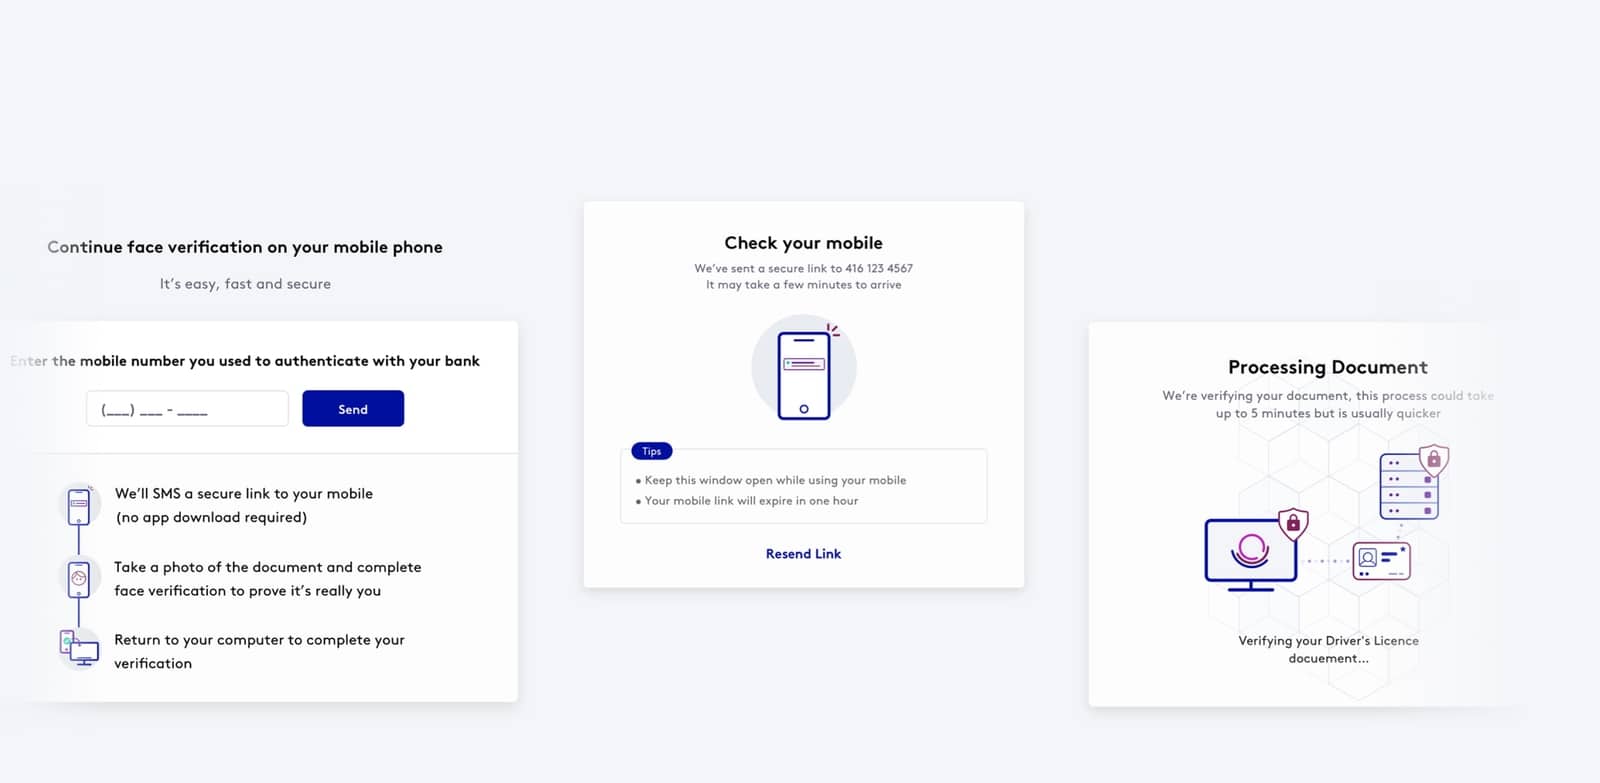 Continue face verification on your mobile phone
It’s easy, fast and secure
Enter the mobile number you used to authenticate with your bank
(___) ___ - ____
Send
We’ll SMS a secure link to your mobile
(no app download required)
Take a photo of the document and complete
face verification to prove it’s really you
Return to your computer to complete your
verification
Check your mobile
We’ve sent a secure link to 416 123 4567
It may take a few minutes to arrive
Tips
• Keep this window open while using your mobile
• Your mobile link will expire in one hour
Resend Link
Processing Document
We’re verifying your document, this process could take
up to 5 minutes but is usually quicker
Verifying your Driver's Licence
docuement...